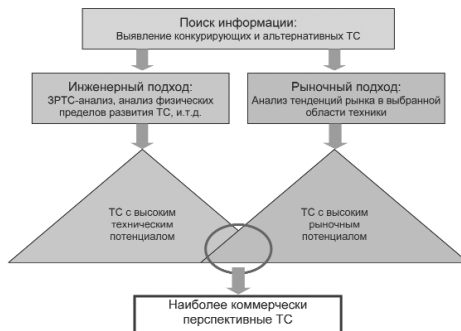 Поиск информации:
Выявление конкурирующих и альтернативных ТС
Инженерный подход:
ЗРТС-анализ, анализ физических
пределов развития ТС, и.т.д.
Рыночный подход:
Анализ тенденций рынка в выбранной
области техники
ТС с высоким
техническим
потенциалом
ТС с высоким
рыночным
потенциалом
Наиболее коммерчески
перспективные ТС